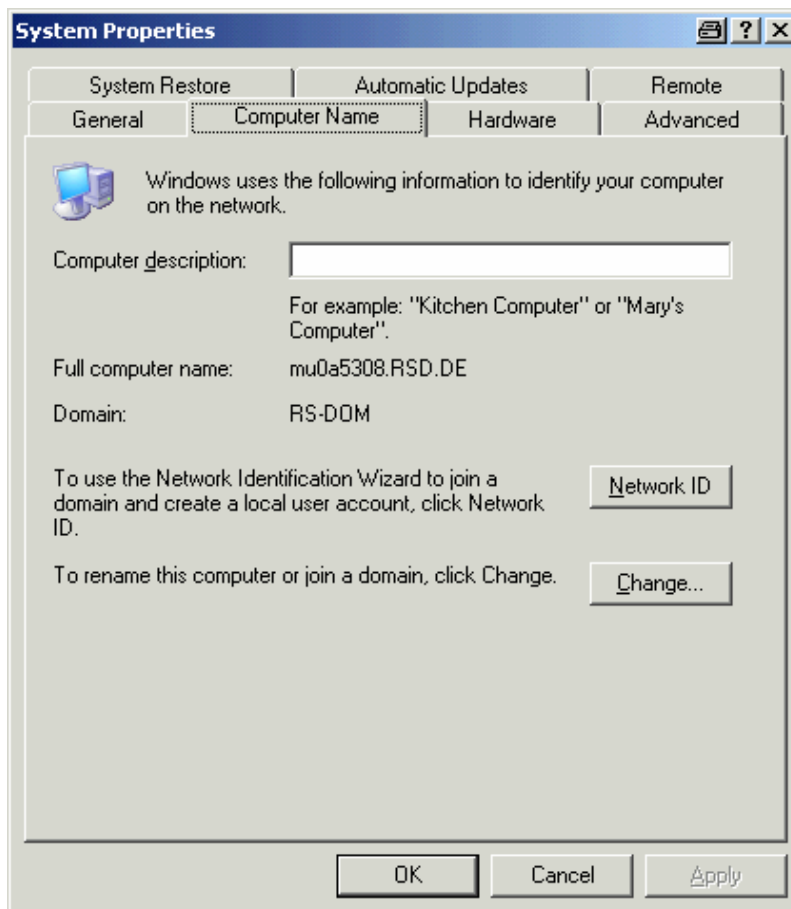 System Properties
System Restore Automatic Updates Remote
General Computer Name Hardware Advanced
Windows uses the following information to identify your computer
on the network.
Computer description:
For example: "Kitchen Computer" or "Mary's
Computer".
Full computer name: mu0a5308.RSD.DE
Domain: RS-DOM
To use the Network Identification Wizard to join a
domain and create a local user account, click Network
ID.
Network ID
To rename this computer or join a domain, click Change.
Change...
OK Cancel Apply